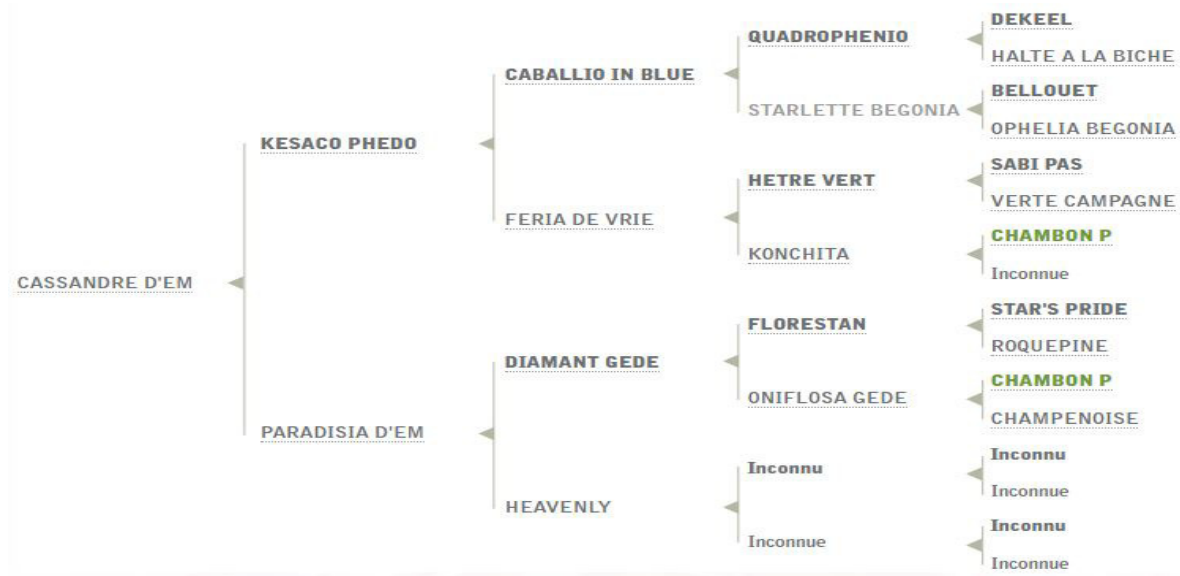 DEKEEL
QUADROPHENIO
HALTE A LA BICHE
CABALLIO IN BLUE
BELLOUET
STARLETTE BEGONIA
OPHELIA BEGONIA
KESACO PHEDO
SABI PAS
HETRE VERT
VERTE CAMPAGNE
FERIA DE VRIE
CHAMBON P
KONCHITA
Inconnue
CASSANDRE D'EM
STAR'S PRIDE
FLORESTAN
ROQUEPINE
DIAMANT GEDE
CHAMBON P
ONIFLOSA GEDE
CHAMPENOISE
PARADISIA D'EM
Inconnu
Inconnu
Inconnue
HEAVENLY
Inconnu
Inconnue
Inconnue